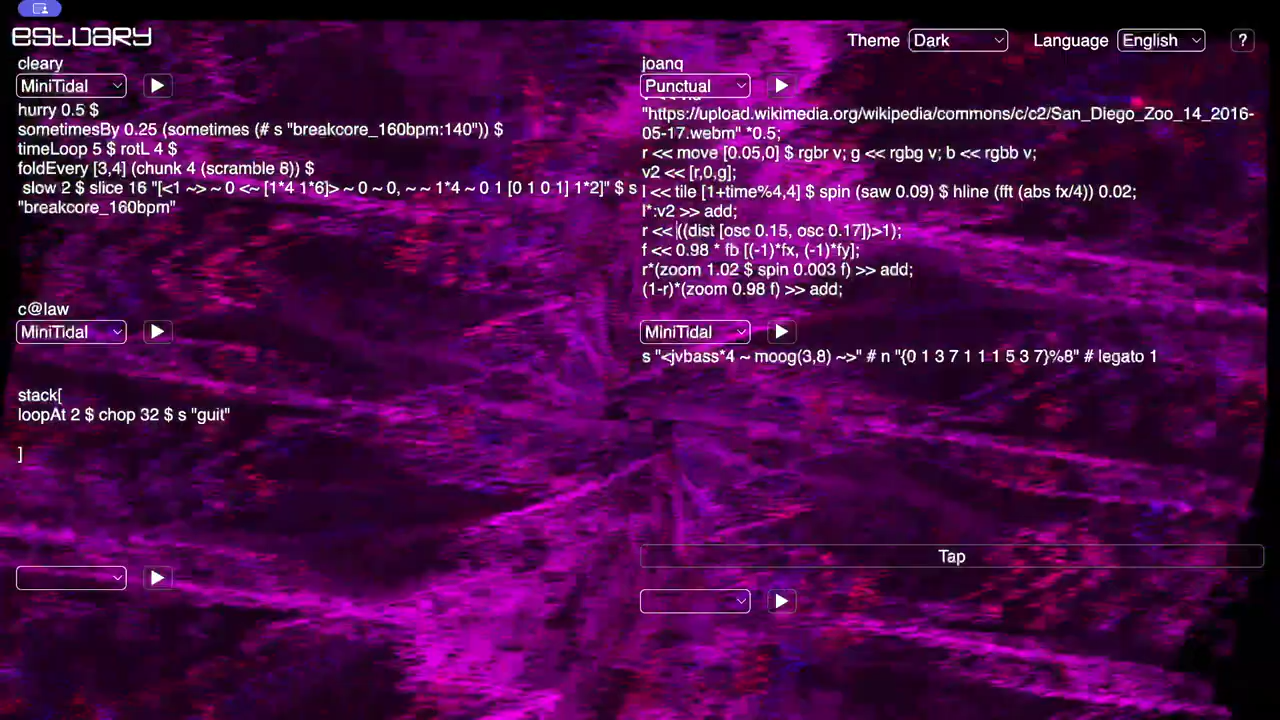 estuary
Theme Dark Language English ?
cleary
MiniTidal
hurry 0.5 $
sometimesBy 0.25 (sometimes (# s "breakcore_160bpm:140")) $
timeLoop 5 $ rotL 4 $
foldEvery [3,4] (chunk 4 (scramble 8)) $
slow 2 $ slice 16 "[<1 ~> ~ 0 <~ [1*4 1*6]> ~ 0 ~ 0, ~ ~ 1*4 ~ 0 1 [0 1 0 1] 1*2]" $ s
"breakcore_160bpm"
c@law
MiniTidal
stack[
loopAt 2 $ chop 32 $ s "guit"
]
joanq
Punctual
"https://upload.wikimedia.org/wikipedia/commons/c/c2/San_Diego_Zoo_14_2016-
05-17.webm" *0.5;
r << move [0.05,0] $ rgbr v; g << rgbg v; b << rgbb v;
v2 << [r,0,g];
l << tile [1+time%4,4] $ spin (saw 0.09) $ hline (fft (abs fx/4)) 0.02;
l*:v2 >> add;
r << ((dist [osc 0.15, osc 0.17])>1);
f << 0.98 * fb [(-1)*fx, (-1)*fy];
r*(zoom 1.02 $ spin 0.003 f) >> add;
(1-r)*(zoom 0.98 f) >> add;
MiniTidal
s "<jvbass*4 ~ moog(3,8) ~>" # n "{0 1 3 7 1 1 1 5 3 7}%8" # legato 1
Tap